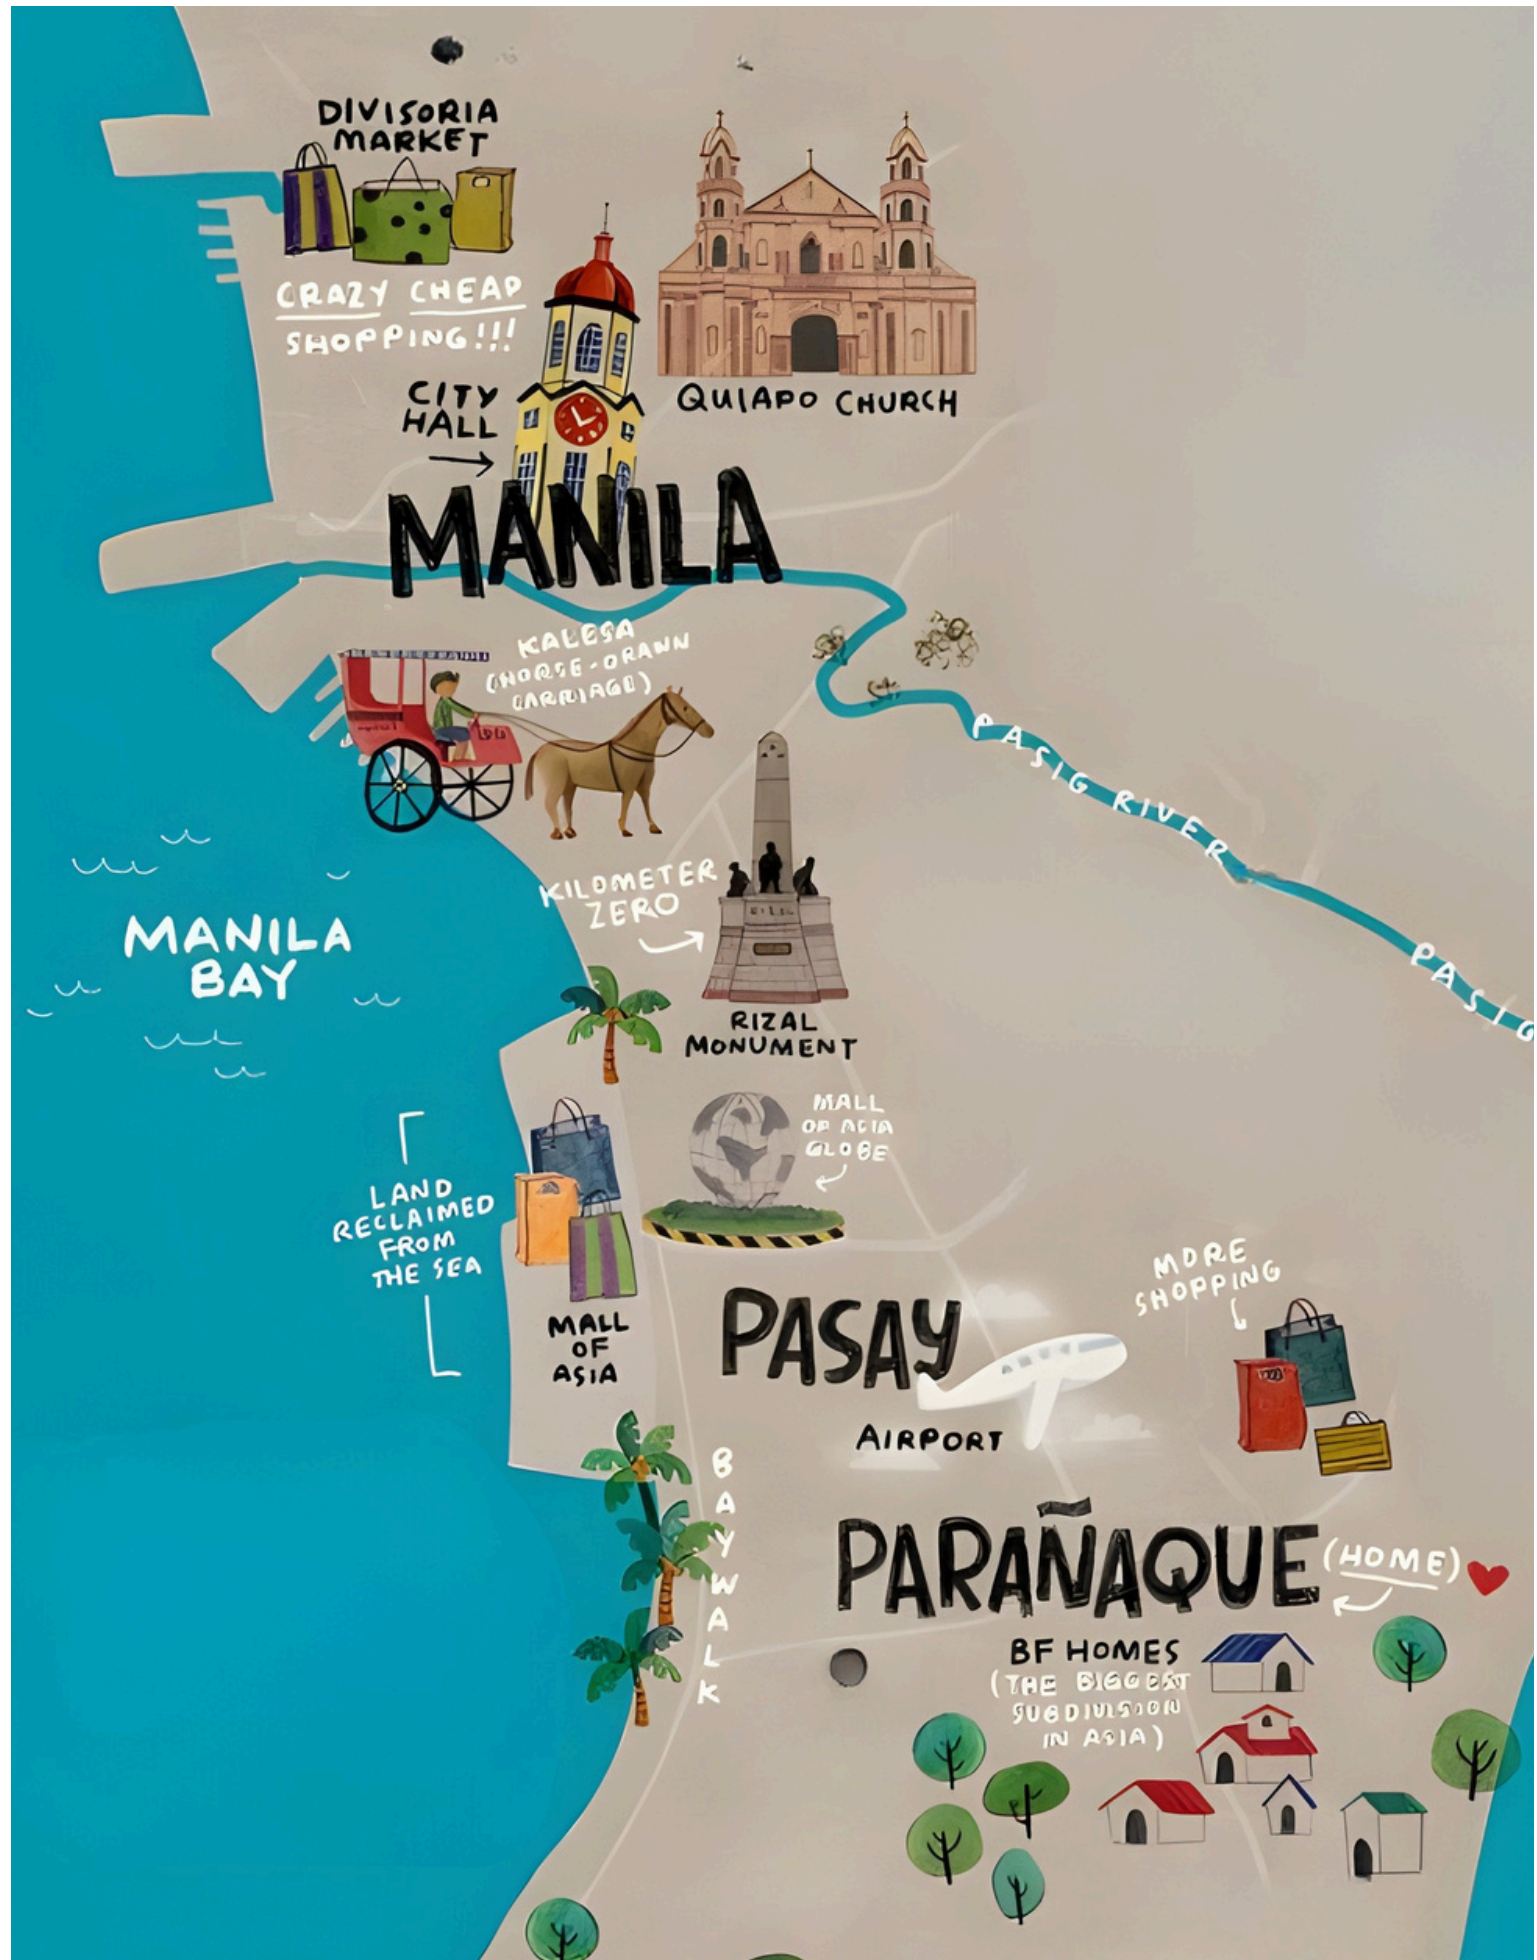 DIVISORIA
MARKET
CRAZY CHEAP
SHOPPING!!!
CITY
HALL
QUIAPO CHURCH
MANILA
KALESA
(HORSE-DRAWN
CARRIAGE)
PASIG RIVER
PASIG
KILOMETER
ZERO
MANILA
BAY
RIZAL
MONUMENT
MALL
OF ASIA
GLOBE
LAND
RECLAIMED
FROM
THE SEA
MALL
OF
ASIA
MORE
SHOPPING
PASAY
AIRPORT
BAYWALK
PARAÑAQUE
(HOME)
BF HOMES
(THE BIGGEST
SUBDIVISION
IN ASIA)